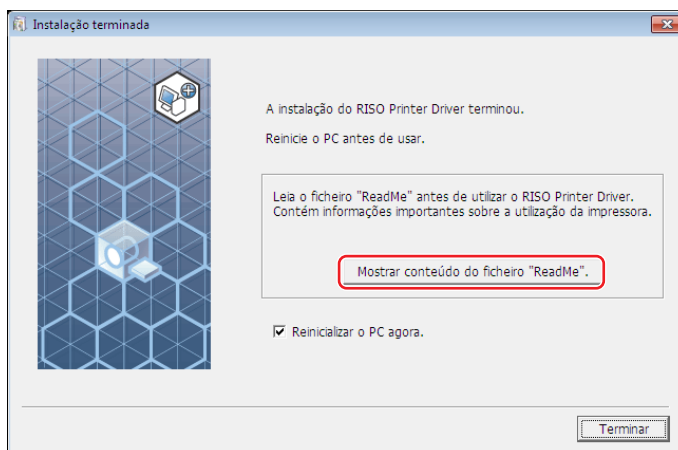 Instalação terminada
A instalação do RISO Printer Driver terminou.
Reinicie o PC antes de usar.
Leia o ficheiro "ReadMe" antes de utilizar o RISO Printer Driver.
Contém informações importantes sobre a utilização da impressora.
Mostrar conteúdo do ficheiro "ReadMe".
Reinicializar o PC agora.
Terminar